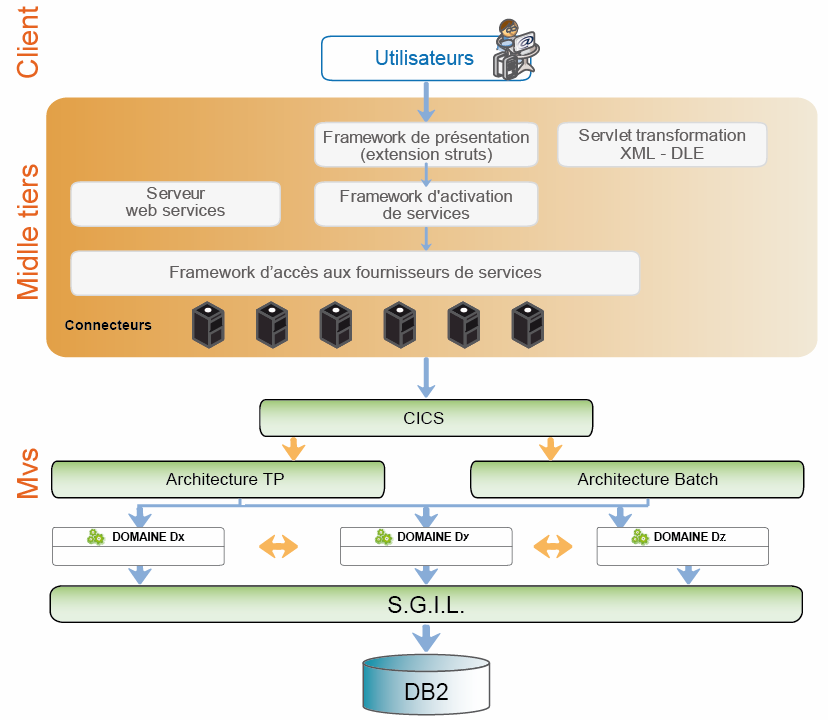 Client
Utilisateurs
@
Midlle tiers
Framework de présentation
(extension struts)
Servlet transformation
XML - DLE
Serveur
web services
Framework d'activation
de services
Framework d'accès aux fournisseurs de services
Connecteurs
Mvs
CICS
Architecture TP
Architecture Batch
DOMAINE Dx
DOMAINE Dy
DOMAINE Dz
S.G.I.L.
DB2